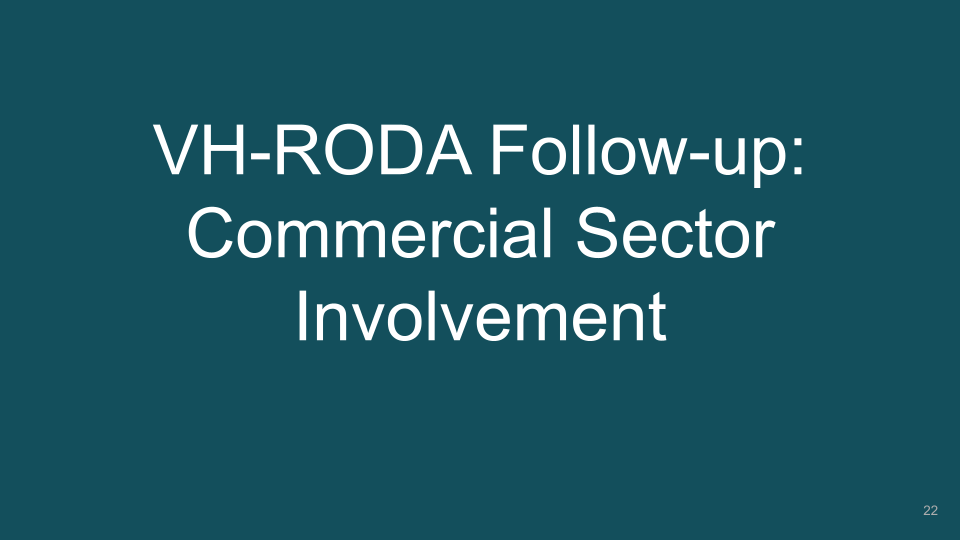 VH-RODA Follow-up:
Commercial Sector
Involvement
22